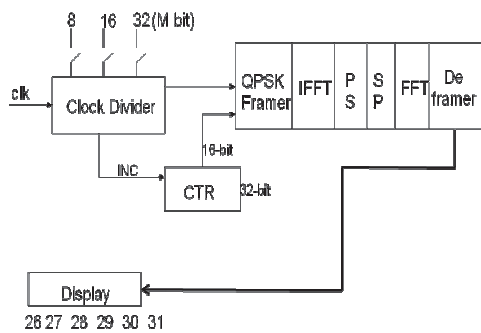 8 16 32(M bit)
clk
Clock Divider
QPSK Framer
IFFT
P S
S P
FFT
De framer
16-bit
INC
CTR
32-bit
Display
26 27 28 29 30 31